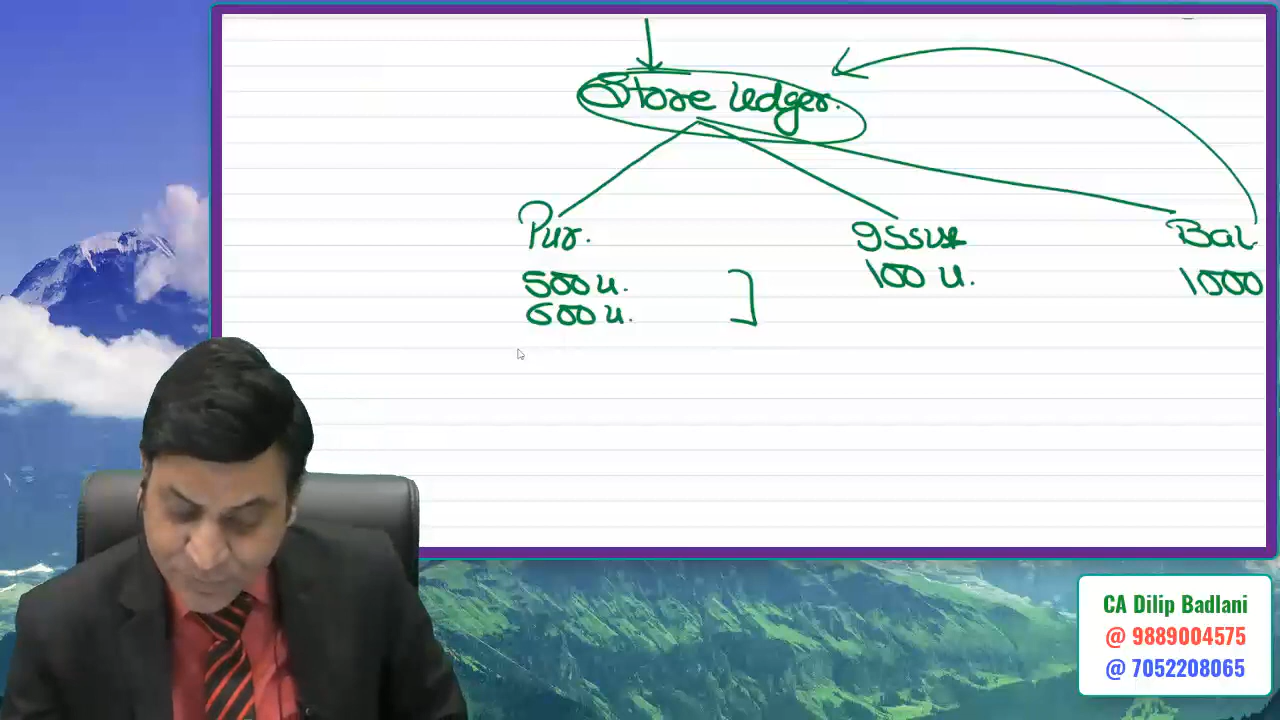 Store ledger.
Pur. Issue Bal
500 u. 100 u. 1000
600 u.
CA Dilip Badlani
@ 9889004575
@ 7052208065